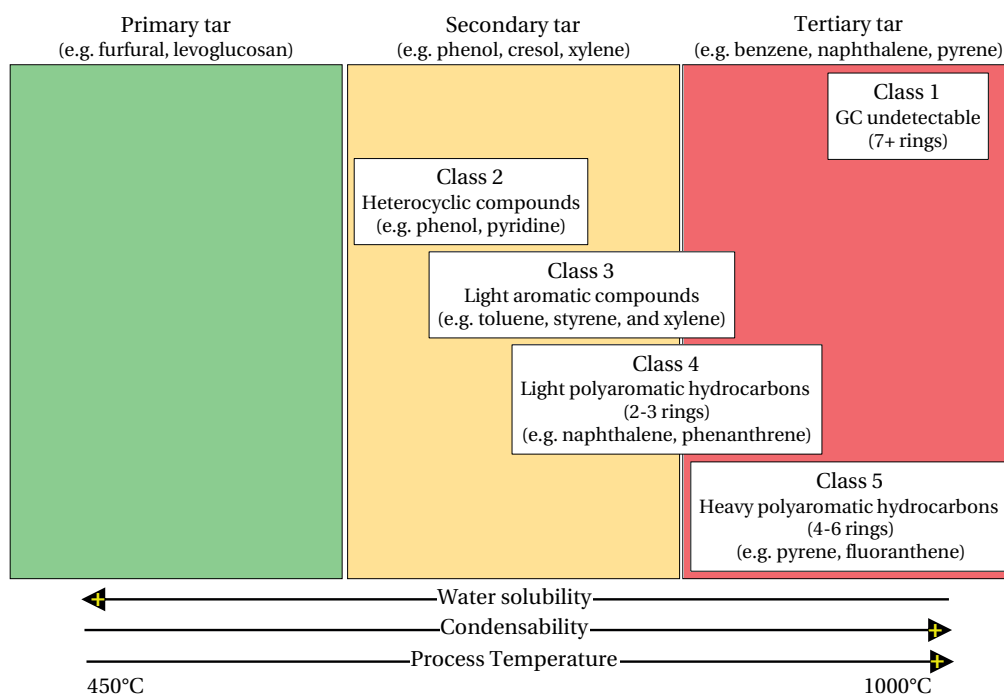 Primary tar
(e.g. furfural, levoglucosan)
Secondary tar
(e.g. phenol, cresol, xylene)
Tertiary tar
(e.g. benzene, naphthalene, pyrene)
Class 1
GC undetectable
(7+ rings)
Class 2
Heterocyclic compounds
(e.g. phenol, pyridine)
Class 3
Light aromatic compounds
(e.g. toluene, styrene, and xylene)
Class 4
Light polyaromatic hydrocarbons
(2-3 rings)
(e.g. naphthalene, phenanthrene)
Class 5
Heavy polyaromatic hydrocarbons
(4-6 rings)
(e.g. pyrene, fluoranthene)
+ Water solubility
Condensability +
Process Temperature +
450°C 1000°C